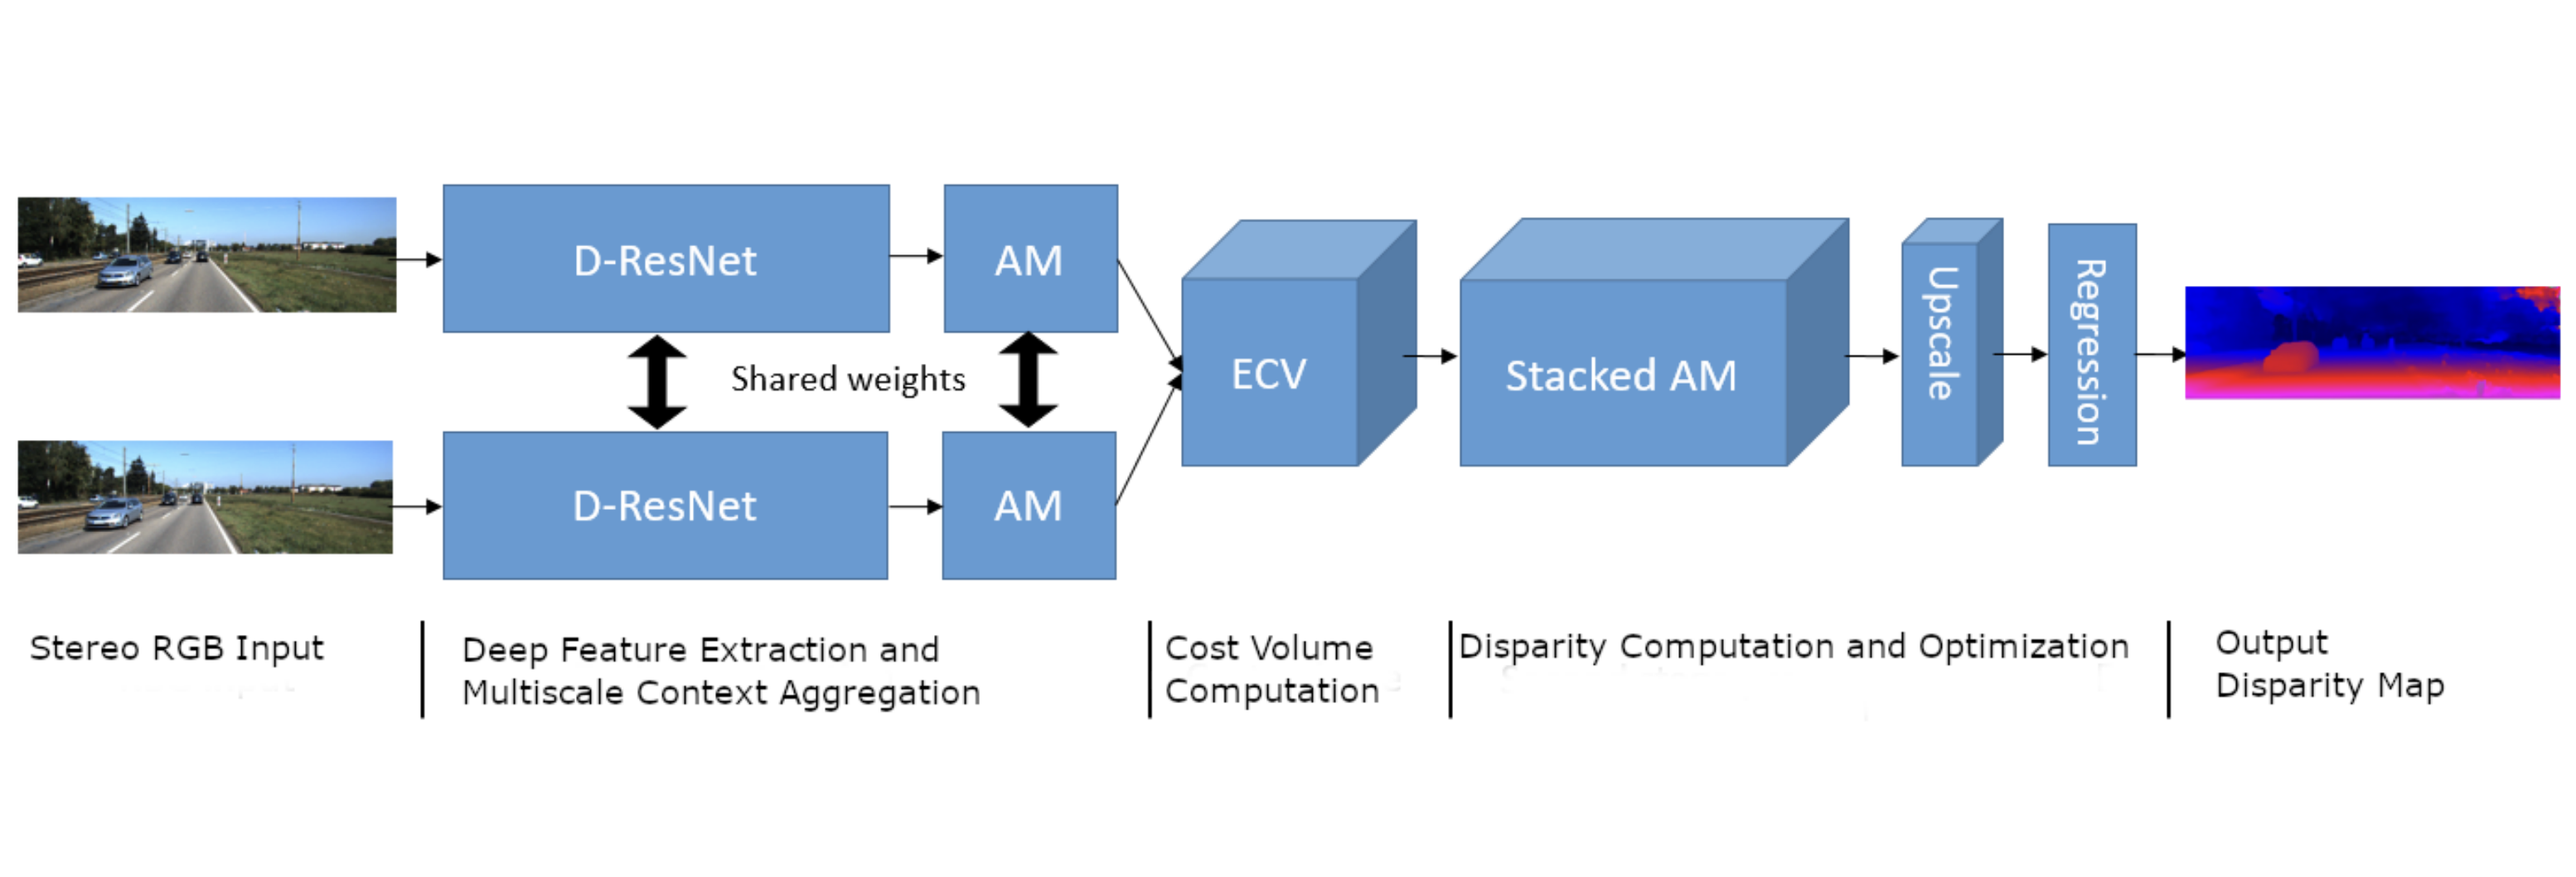 D-ResNet
AM
Shared weights
D-ResNet
AM
ECV
Stacked AM
Upscale
Regression
Stereo RGB Input
Deep Feature Extraction and
Multiscale Context Aggregation
Cost Volume
Computation
Disparity Computation and Optimization
Output
Disparity Map